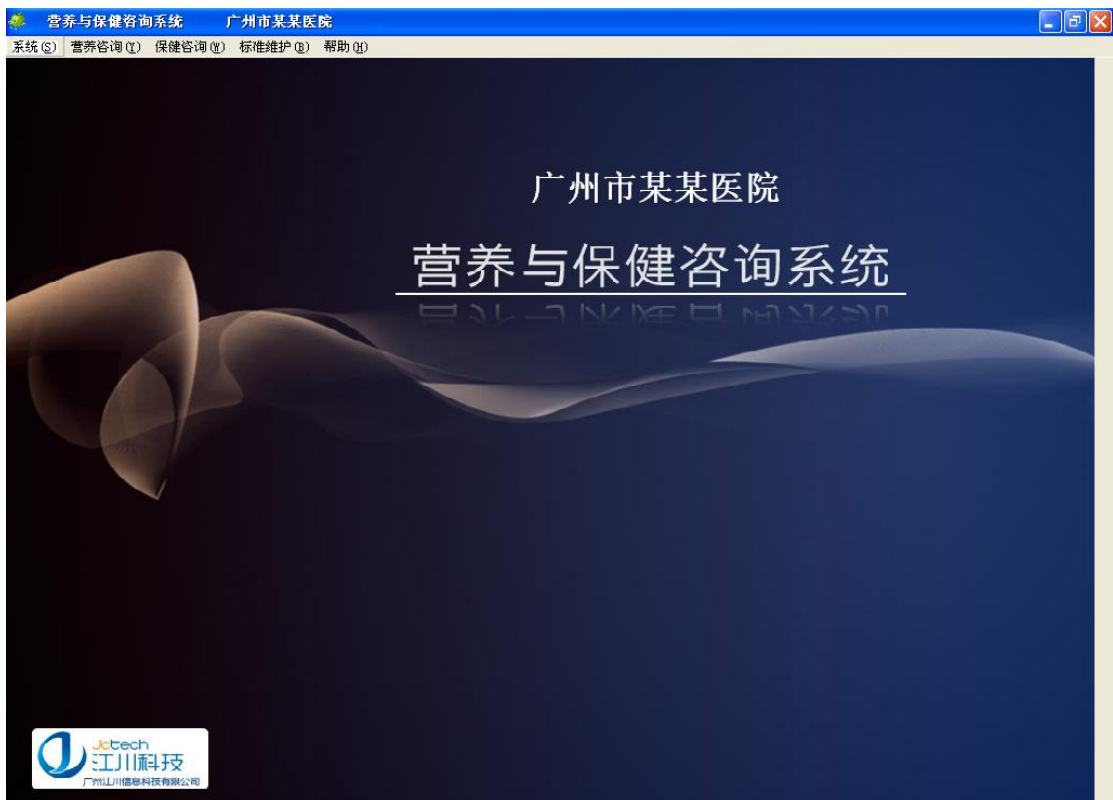 营养与保健咨询系统 广州市某某医院
系统(S) 营养咨询(Y) 保健咨询(W) 标准维护(B) 帮助(H)
广州市某某医院
营养与保健咨询系统
Jctech
江川科技
广州江川信息科技有限公司